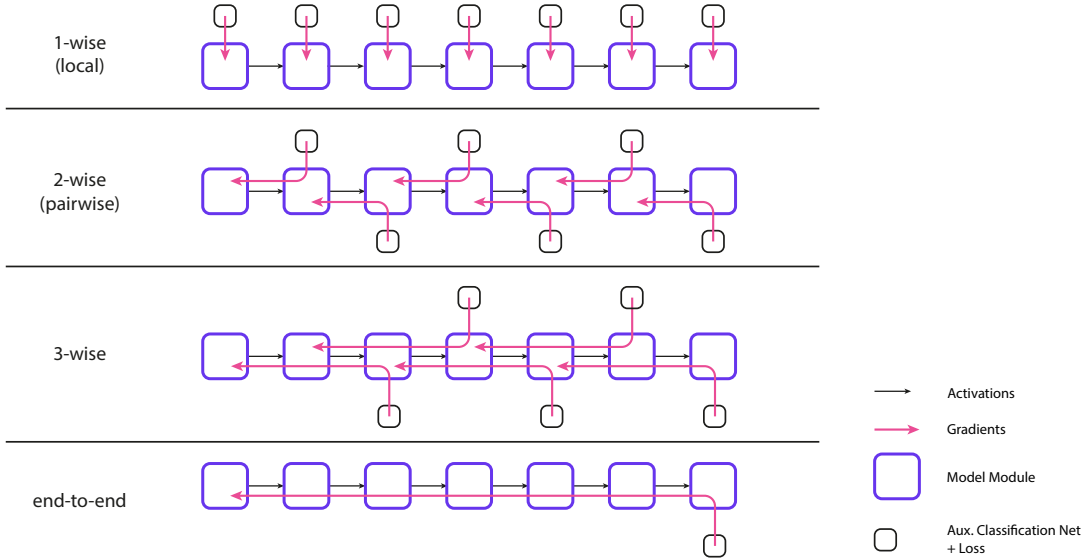 1-wise
(local)
2-wise
(pairwise)
3-wise
end-to-end
Activations
Gradients
Model Module
Aux. Classification Net
+ Loss